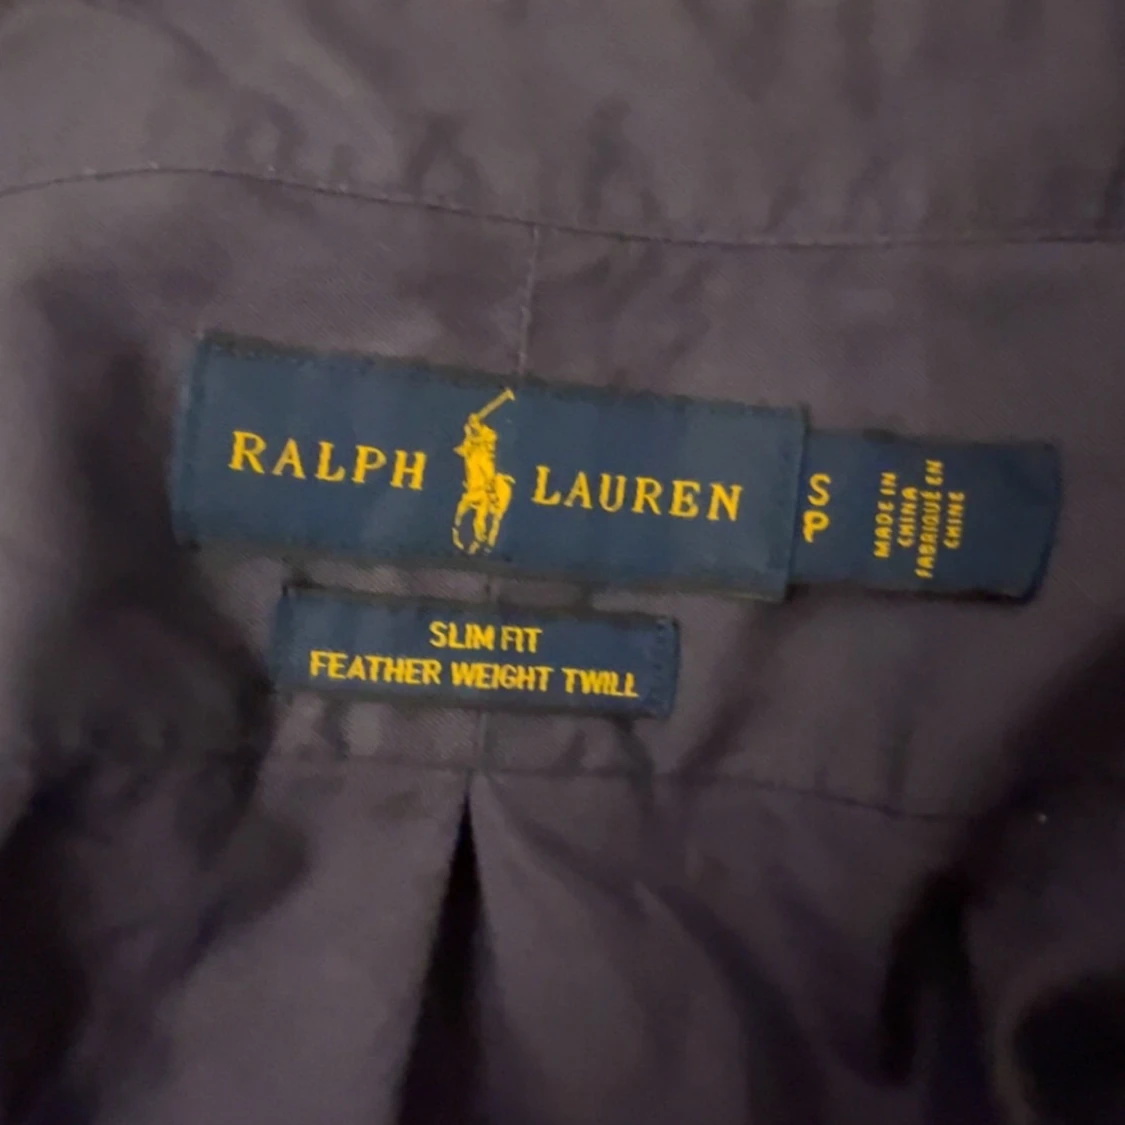 RALPH LAUREN
S
P
MADE IN
CHINA
FABRIQUÉ EN
CHINE
SLIM FIT
FEATHER WEIGHT TWILL